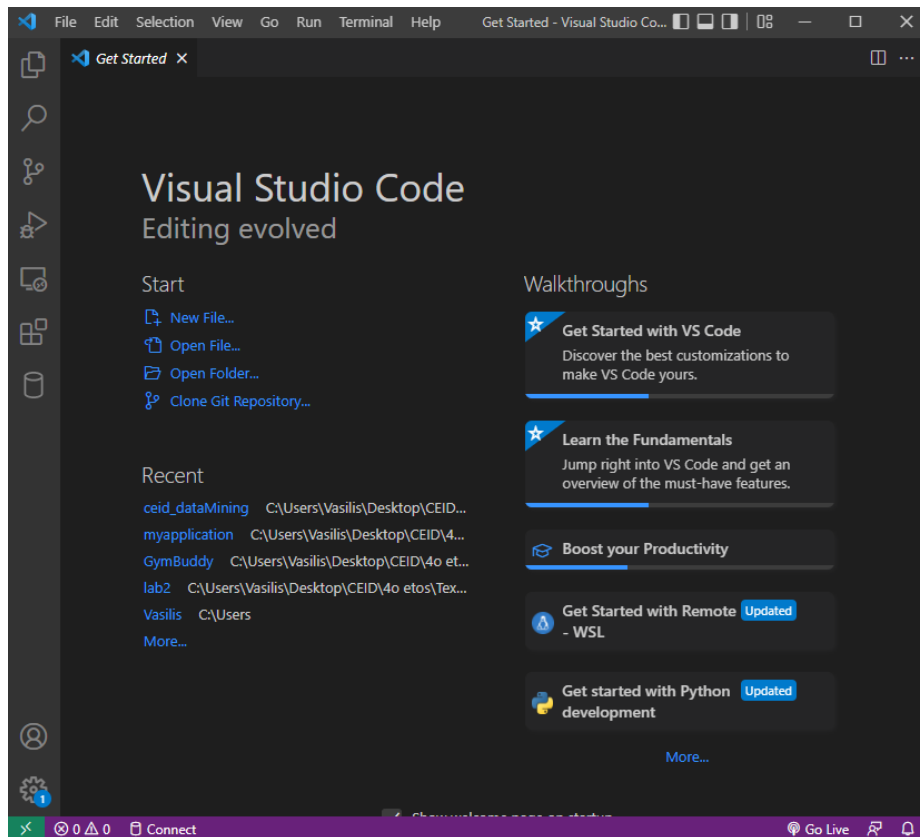 File Edit Selection View Go Run Terminal Help Get Started - Visual Studio Co...
Get Started
Visual Studio Code
Editing evolved
Start
New File...
Open File...
Open Folder...
Clone Git Repository...
Recent
ceid_dataMining C:\Users\Vasilis\Desktop\CEID...
myapplication C:\Users\Vasilis\Desktop\CEID\4...
GymBuddy C:\Users\Vasilis\Desktop\CEID\4o et...
lab2 C:\Users\Vasilis\Desktop\CEID\4o etos\Tex...
Vasilis C:\Users
More...
Walkthroughs
Get Started with VS Code
Discover the best customizations to
make VS Code yours.
Learn the Fundamentals
Jump right into VS Code and get an
overview of the must-have features.
Boost your Productivity
Get Started with Remote Updated
- WSL
Get started with Python Updated
development
More...
Show welcome page on startup
1
0 0 Connect
Go Live